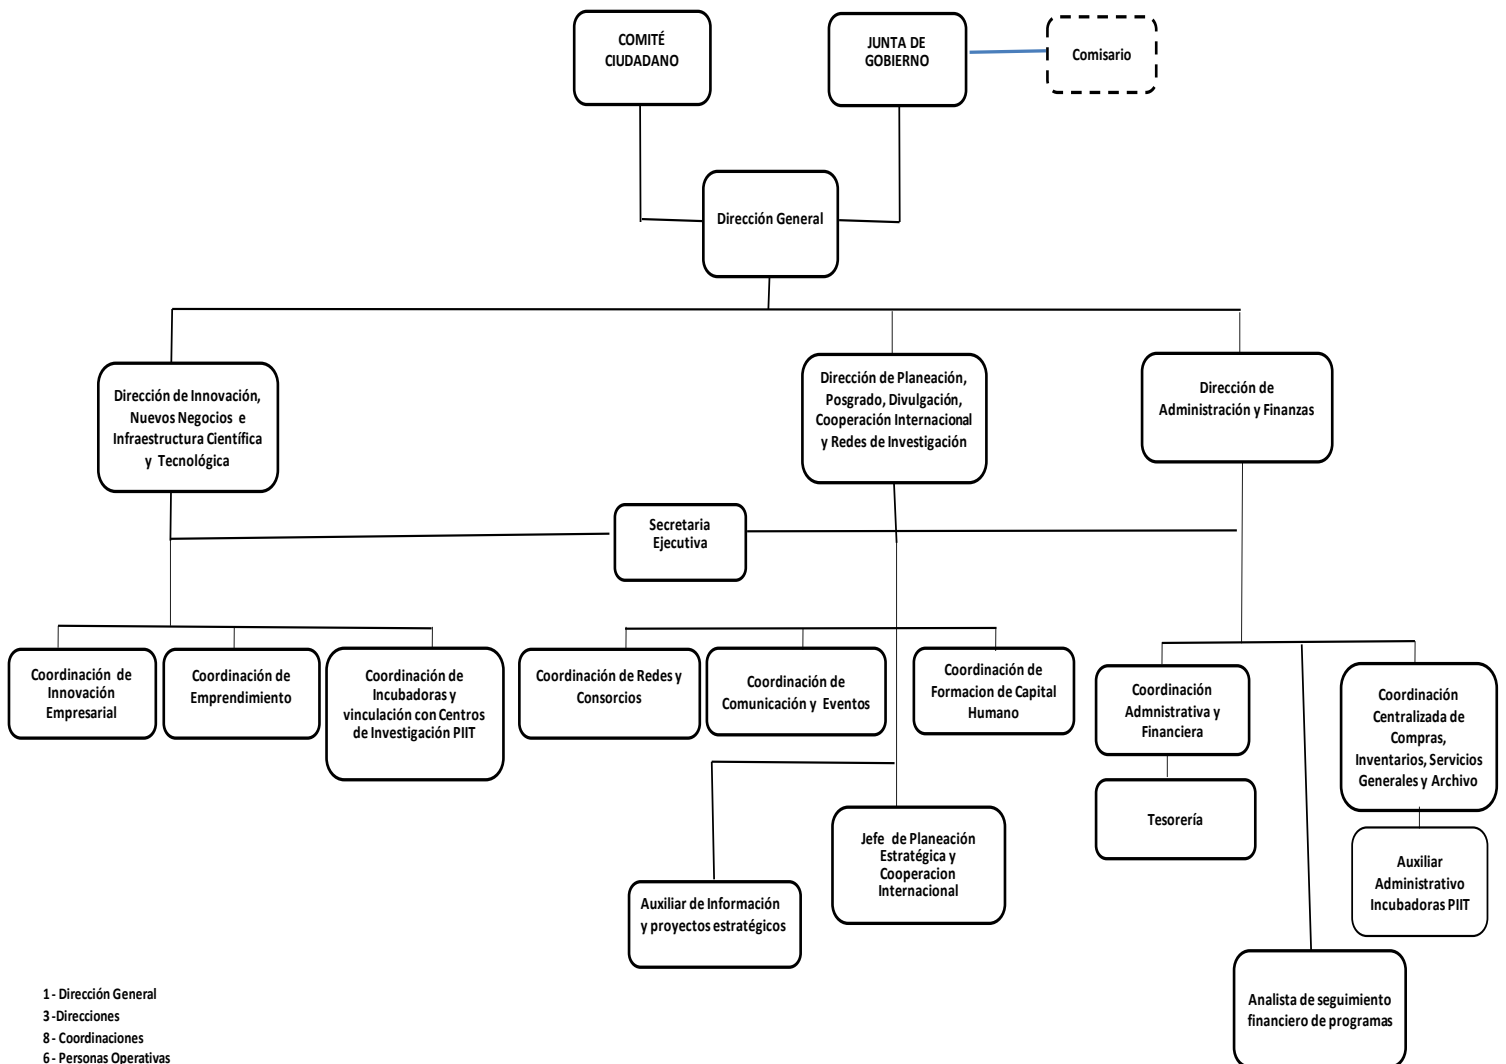 COMITÉ
CIUDADANO
JUNTA DE
GOBIERNO
Comisario
Dirección General
Dirección de Innovación,
Nuevos Negocios e
Infraestructura Científica
y Tecnológica
Dirección de Planeación,
Posgrado, Divulgación,
Cooperación Internacional
y Redes de Investigación
Dirección de
Administración y Finanzas
Secretaria
Ejecutiva
Coordinación de
Innovación
Empresarial
Coordinación de
Emprendimiento
Coordinación de
Incubadoras y
vinculación con Centros
de Investigación PIIT
Coordinación de Redes y
Consorcios
Coordinación de
Comunicación y Eventos
Coordinación de
Formacion de Capital
Humano
Coordinación
Admnistrativa y
Financiera
Coordinación
Centralizada de
Compras,
Inventarios, Servicios
Generales y Archivo
Tesorería
Jefe de Planeación
Estratégica y
Cooperacion
Internacional
Auxiliar
Administrativo
Incubadoras PIIT
Auxiliar de Información
y proyectos estratégicos
Analista de seguimiento
financiero de programas
1 - Dirección General
3 -Direcciones
8 - Coordinaciones
6 - Personas Operativas